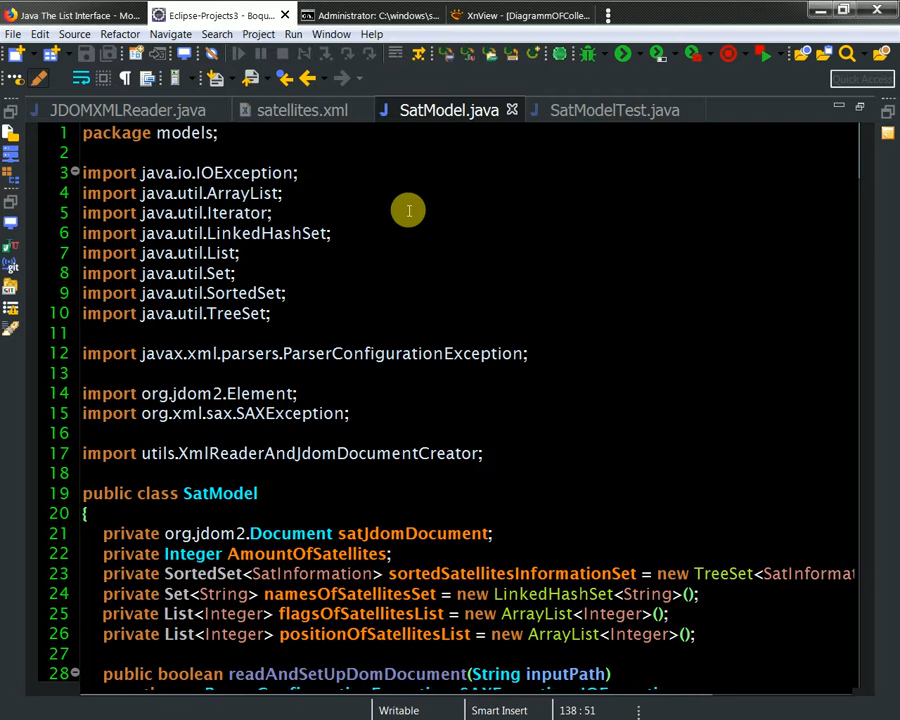 Java The List Interface - Mo...
Eclipse-Projects3 - Boqu...
Administrator: C:\windows\s...
XnView - [DiagrammOfColle...
File Edit Source Refactor Navigate Search Project Run Window Help
Quick Access
JDOMXMLReader.java satellites.xml SatModel.java SatModelTest.java
1 package models;
2
3 import java.io.IOException;
4 import java.util.ArrayList;
5 import java.util.Iterator;
6 import java.util.LinkedHashSet;
7 import java.util.List;
8 import java.util.Set;
9 import java.util.SortedSet;
10 import java.util.TreeSet;
11
12 import javax.xml.parsers.ParserConfigurationException;
13
14 import org.jdom2.Element;
15 import org.xml.sax.SAXException;
16
17 import utils.XmlReaderAndJdomDocumentCreator;
18
19 public class SatModel
20 {
21 private org.jdom2.Document satJdomDocument;
22 private Integer AmountOfSatellites;
23 private SortedSet<SatInformation> sortedSatellitesInformationSet = new TreeSet<SatInformat
24 private Set<String> namesOfSatellitesSet = new LinkedHashSet<String>();
25 private List<Integer> flagsOfSatellitesList = new ArrayList<Integer>();
26 private List<Integer> positionOfSatellitesList = new ArrayList<Integer>();
27
28 public boolean readAndSetUpDomDocument(String inputPath)
Writable Smart Insert 138 : 51